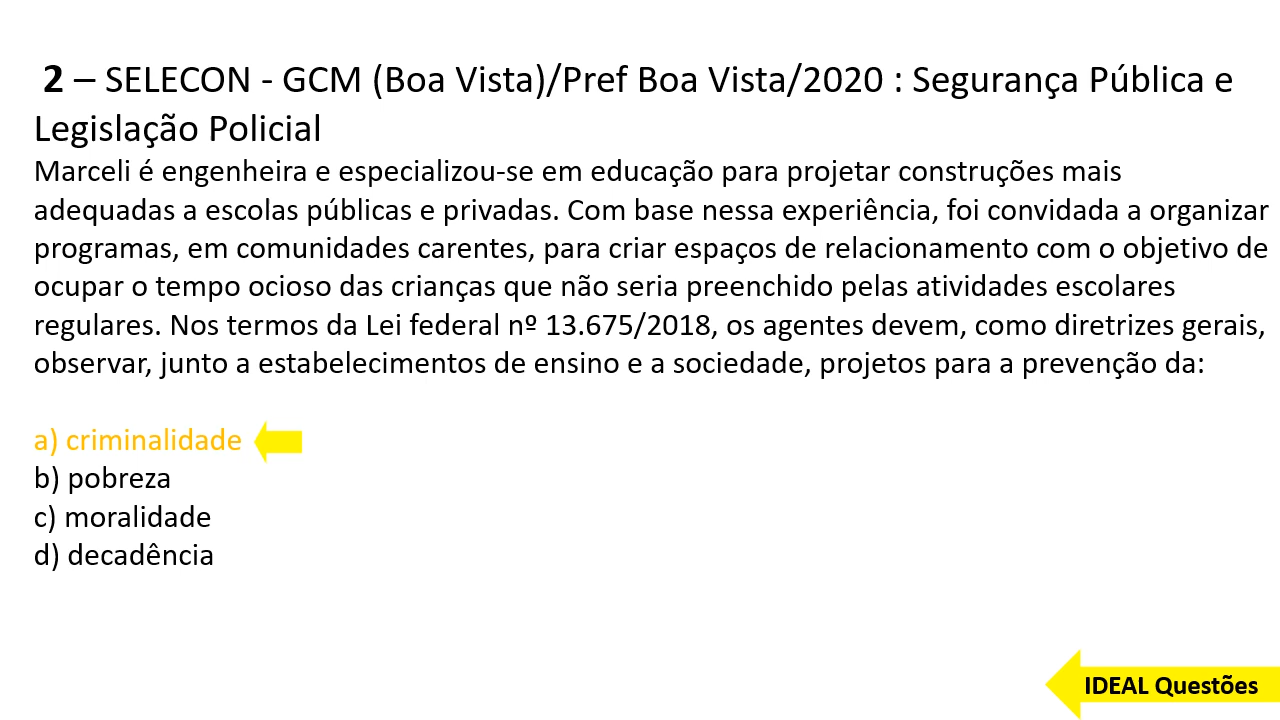 2 – SELECON - GCM (Boa Vista)/Pref Boa Vista/2020 : Segurança Pública e
Legislação Policial
Marceli é engenheira e especializou-se em educação para projetar construções mais
adequadas a escolas públicas e privadas. Com base nessa experiência, foi convidada a organizar
programas, em comunidades carentes, para criar espaços de relacionamento com o objetivo de
ocupar o tempo ocioso das crianças que não seria preenchido pelas atividades escolares
regulares. Nos termos da Lei federal nº 13.675/2018, os agentes devem, como diretrizes gerais,
observar, junto a estabelecimentos de ensino e a sociedade, projetos para a prevenção da:
a) criminalidade
b) pobreza
c) moralidade
d) decadência
IDEAL Questões